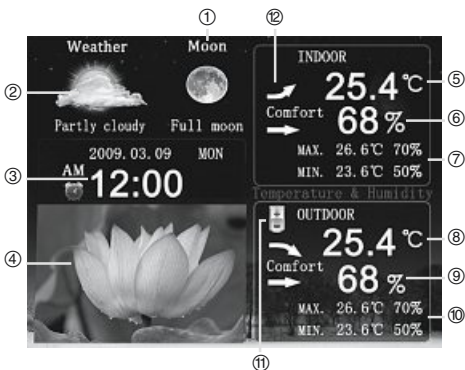 ①
⑫
Weather Moon
INDOOR
25.4℃
⑤
②
Comfort
68%
⑥
Partly cloudy Full moon
MAX. 26.6℃ 70%
⑦
MIN. 23.6℃ 50%
2009.03.09 MON
③
AM
12:00
Temperature & Humidity
OUTDOOR
25.4℃
⑧
④
Comfort
68%
⑨
MAX. 26.6℃ 70%
⑩
MIN. 23.6℃ 50%
⑪